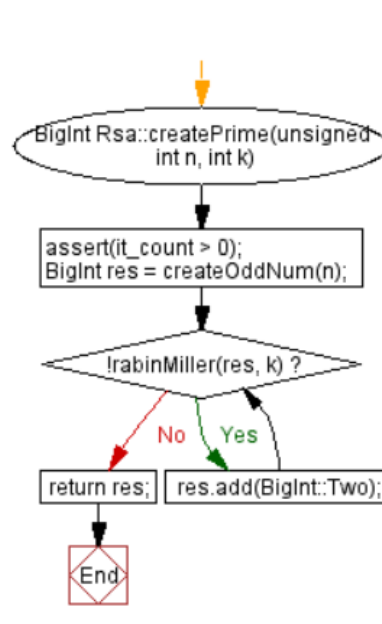 BigInt Rsa::createPrime(unsigned
int n, int k)
assert(it_count > 0);
BigInt res = createOddNum(n);
!rabinMiller(res, k) ?
No
Yes
return res;
res.add(BigInt::Two);
End